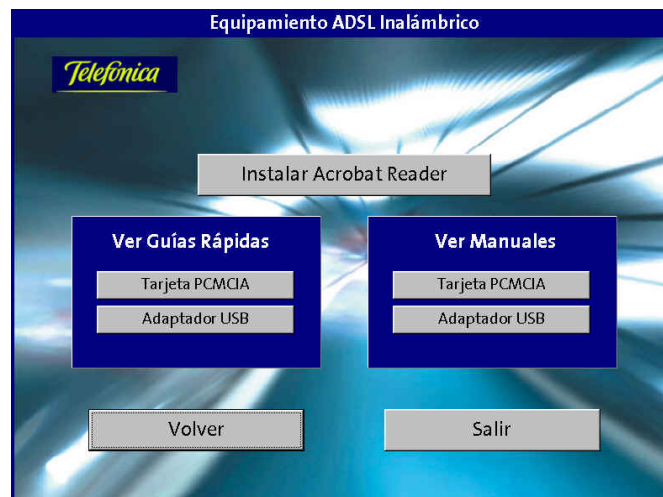 Equipamiento ADSL Inalámbrico
Telefónica
Instalar Acrobat Reader
Ver Guías Rápidas
Tarjeta PCMCIA
Adaptador USB
Ver Manuales
Tarjeta PCMCIA
Adaptador USB
Volver
Salir